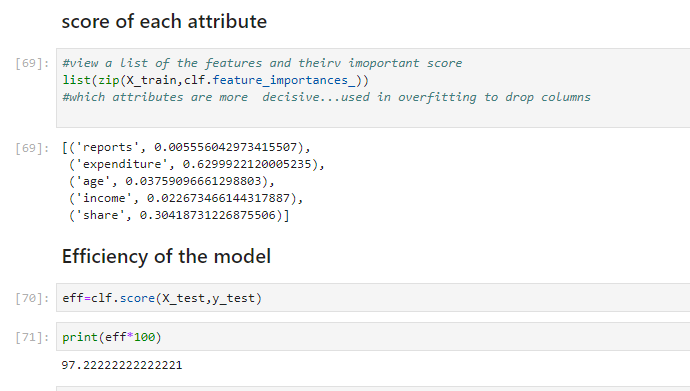 score of each attribute
[69]: #view a list of the features and theirv imoportant score
list(zip(X_train,clf.feature_importances_))
#which attributes are more  decisive...used in overfitting to drop columns
[69]: [('reports', 0.005556042973415507),
('expenditure', 0.6299922120005235),
('age', 0.03759096661298803),
('income', 0.022673466144317887),
('share', 0.30418731226875506)]
Efficiency of the model
[70]: eff=clf.score(X_test,y_test)
[71]: print(eff*100)
97.22222222222221